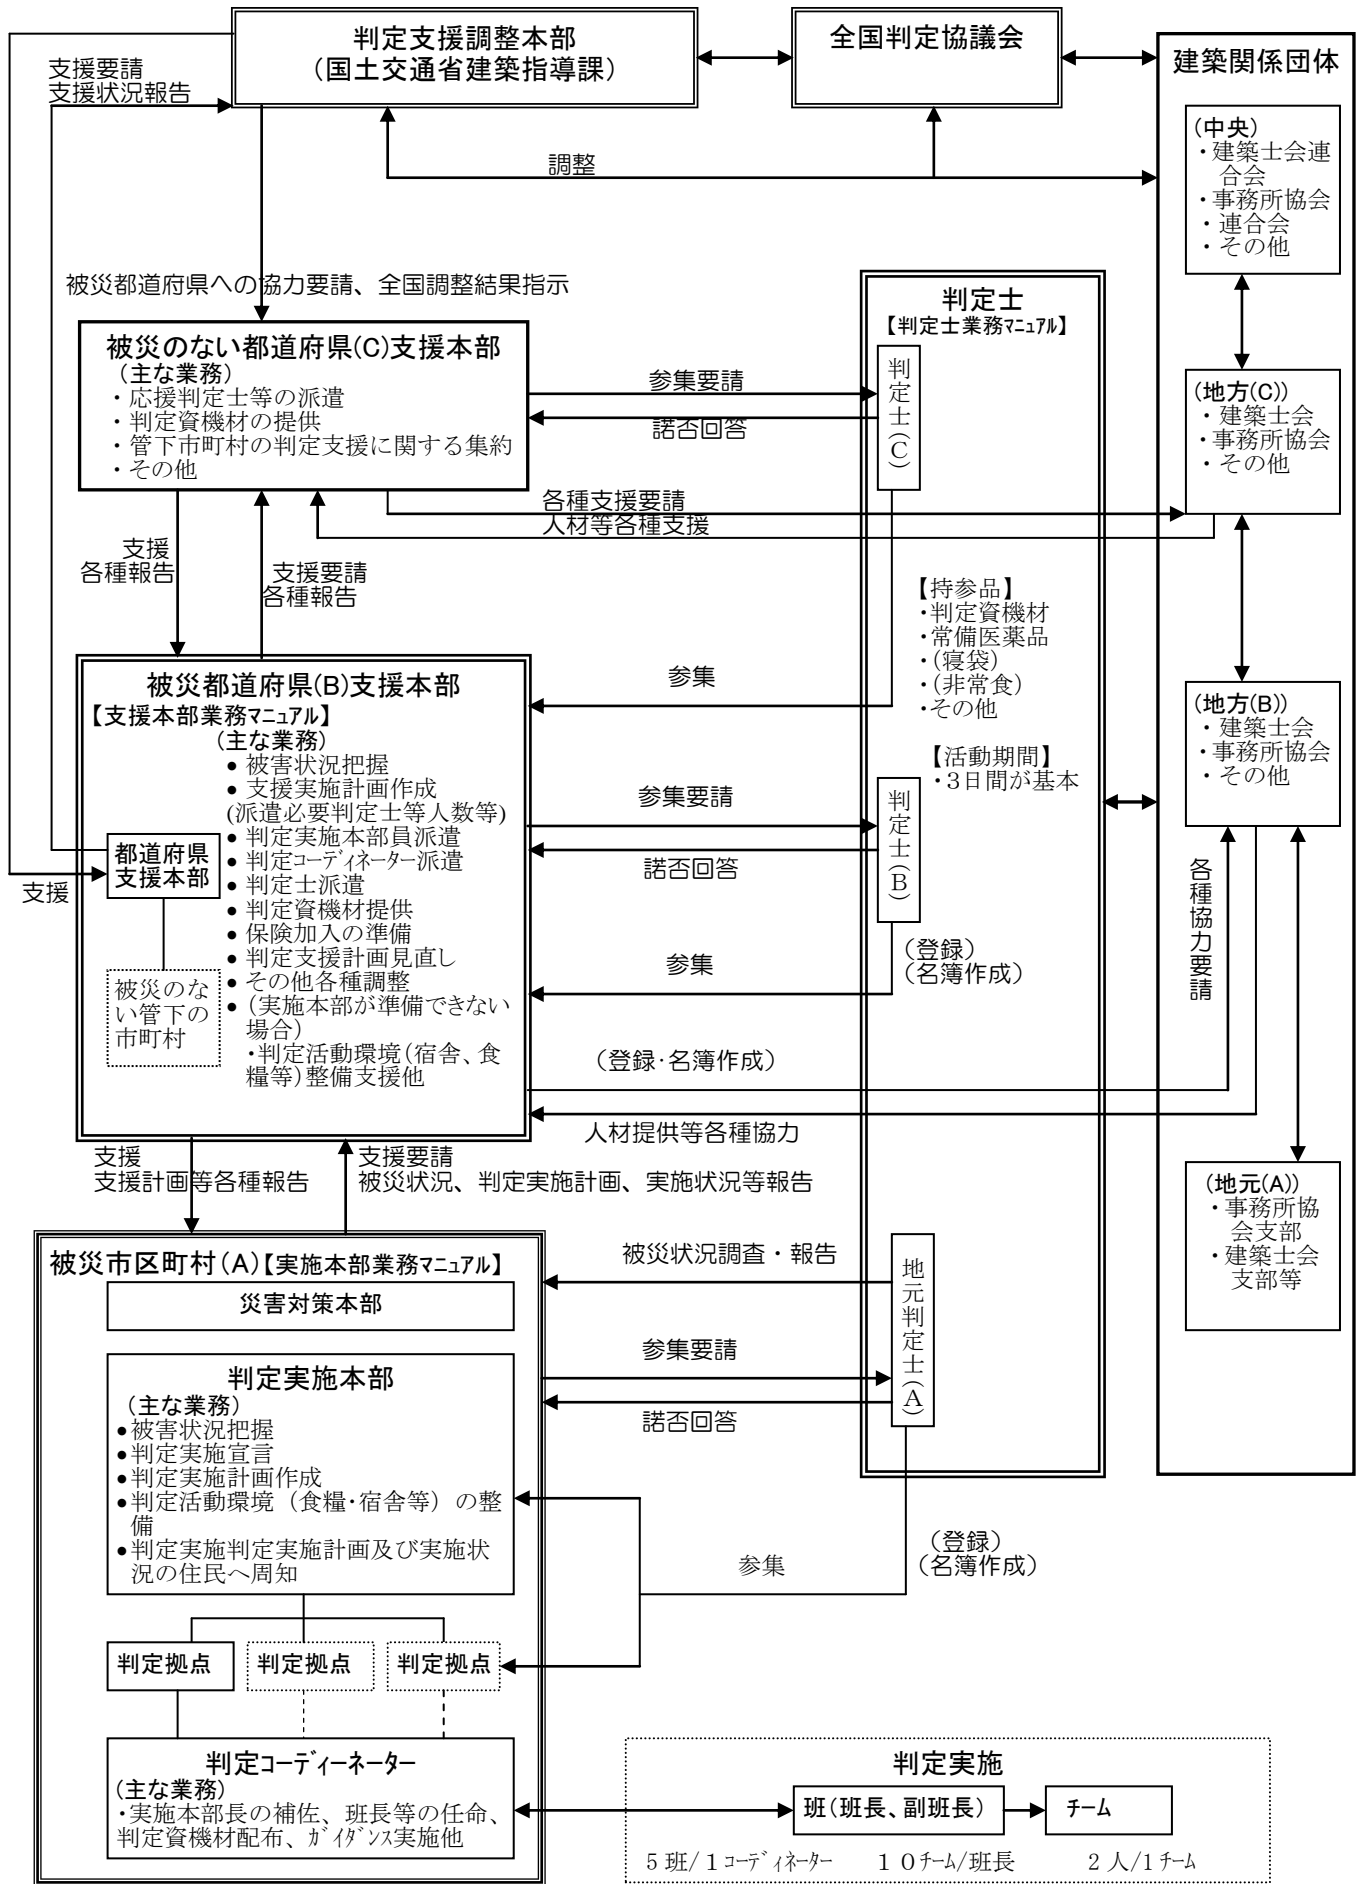 判定支援調整本部
（国土交通省建築指導課）
全国判定協議会
建築関係団体
支援要請
支援状況報告
調整
（中央）
・建築士会連
合会
・事務所協会
・連合会
・その他
被災都道府県への協力要請、全国調整結果指示
判定士
【判定士業務マニュアル】
被災のない都道府県(C)支援本部
（主な業務）
・応援判定士等の派遣
・判定資機材の提供
・管下市町村の判定支援に関する集約
・その他
参集要請
諾否回答
判定士(C)
（地方(C)）
・建築士会
・事務所協会
・その他
各種支援要請
人材等各種支援
支援
各種報告
支援要請
各種報告
【持参品】
・判定資機材
・常備医薬品
・(寝袋)
・(非常食)
・その他
【活動期間】
・3日間が基本
参集
被災都道府県(B)支援本部
【支援本部業務マニュアル】
（主な業務）
● 被害状況把握
● 支援実施計画作成
(派遣必要判定士等人数等)
● 判定実施本部員派遣
● 判定コーディネーター派遣
● 判定士派遣
● 判定資機材提供
● 保険加入の準備
● 判定支援計画見直し
● その他各種調整
● （実施本部が準備できない
場合）
・判定活動環境（宿舎、食
糧等）整備支援他
都道府県
支援本部
支援
被災のな
い管下の
市町村
参集要請
諾否回答
判定士(B)
参集
（登録）
（名簿作成）
（地方(B)）
・建築士会
・事務所協会
・その他
各種協力要請
（登録・名簿作成）
人材提供等各種協力
支援
支援計画等各種報告
支援要請
被災状況、判定実施計画、実施状況等報告
（地元(A)）
・事務所協
会支部
・建築士会
支部等
被災市区町村(A)【実施本部業務マニュアル】
災害対策本部
被災状況調査・報告
地元判定士(A)
参集要請
諾否回答
判定実施本部
（主な業務）
●被害状況把握
●判定実施宣言
●判定実施計画作成
●判定活動環境（食糧・宿舎等）の整
備
●判定実施判定実施計画及び実施状
況の住民へ周知
参集
（登録）
（名簿作成）
判定拠点
判定拠点
判定拠点
判定コーディーネーター
（主な業務）
・実施本部長の補佐、班長等の任命、
判定資機材配布、ガイダンス実施他
判定実施
班（班長、副班長）
チーム
5班/1コーディネーター
10チーム/班長
2人/1チーム